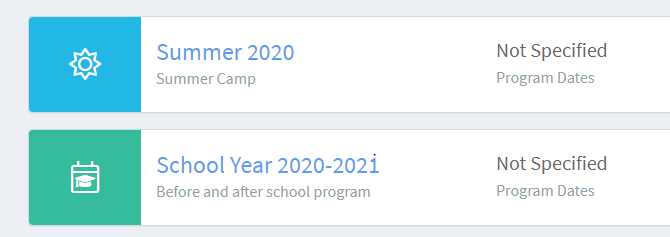 Summer 2020
Summer Camp
Not Specified
Program Dates
School Year 2020-2021
Before and after school program
Not Specified
Program Dates